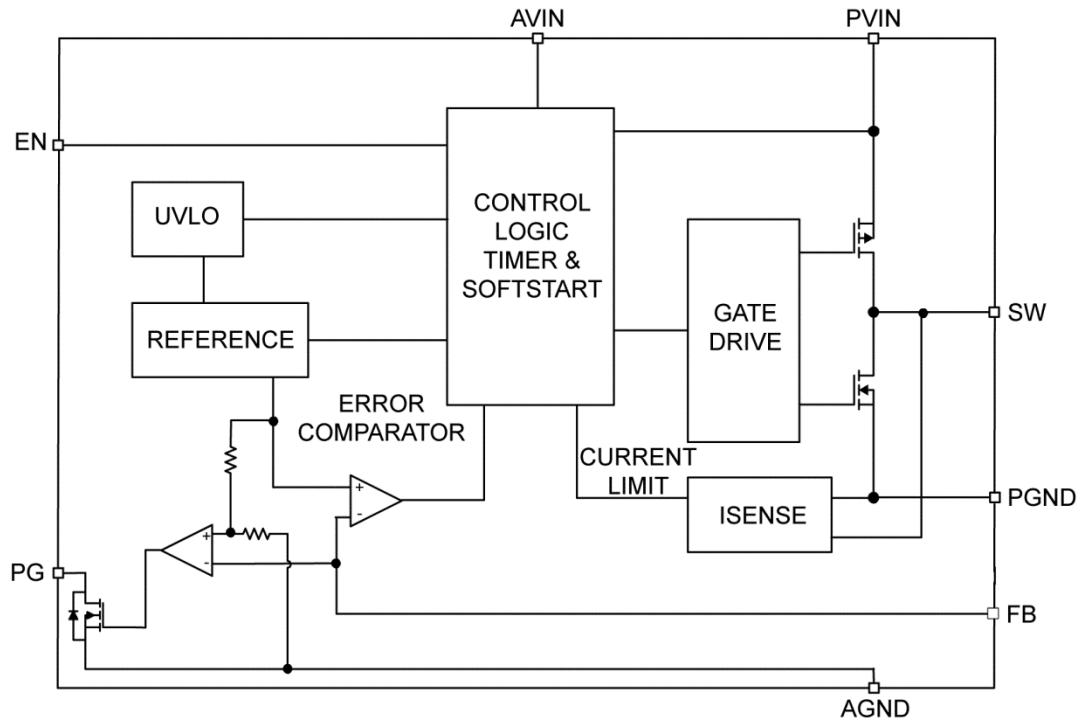 AVIN
PVIN
EN
UVLO
CONTROL
LOGIC
TIMER &
SOFTSTART
REFERENCE
GATE
DRIVE
SW
ERROR
COMPARATOR
CURRENT
LIMIT
ISENSE
PGND
+
-
+
-
PG
FB
AGND